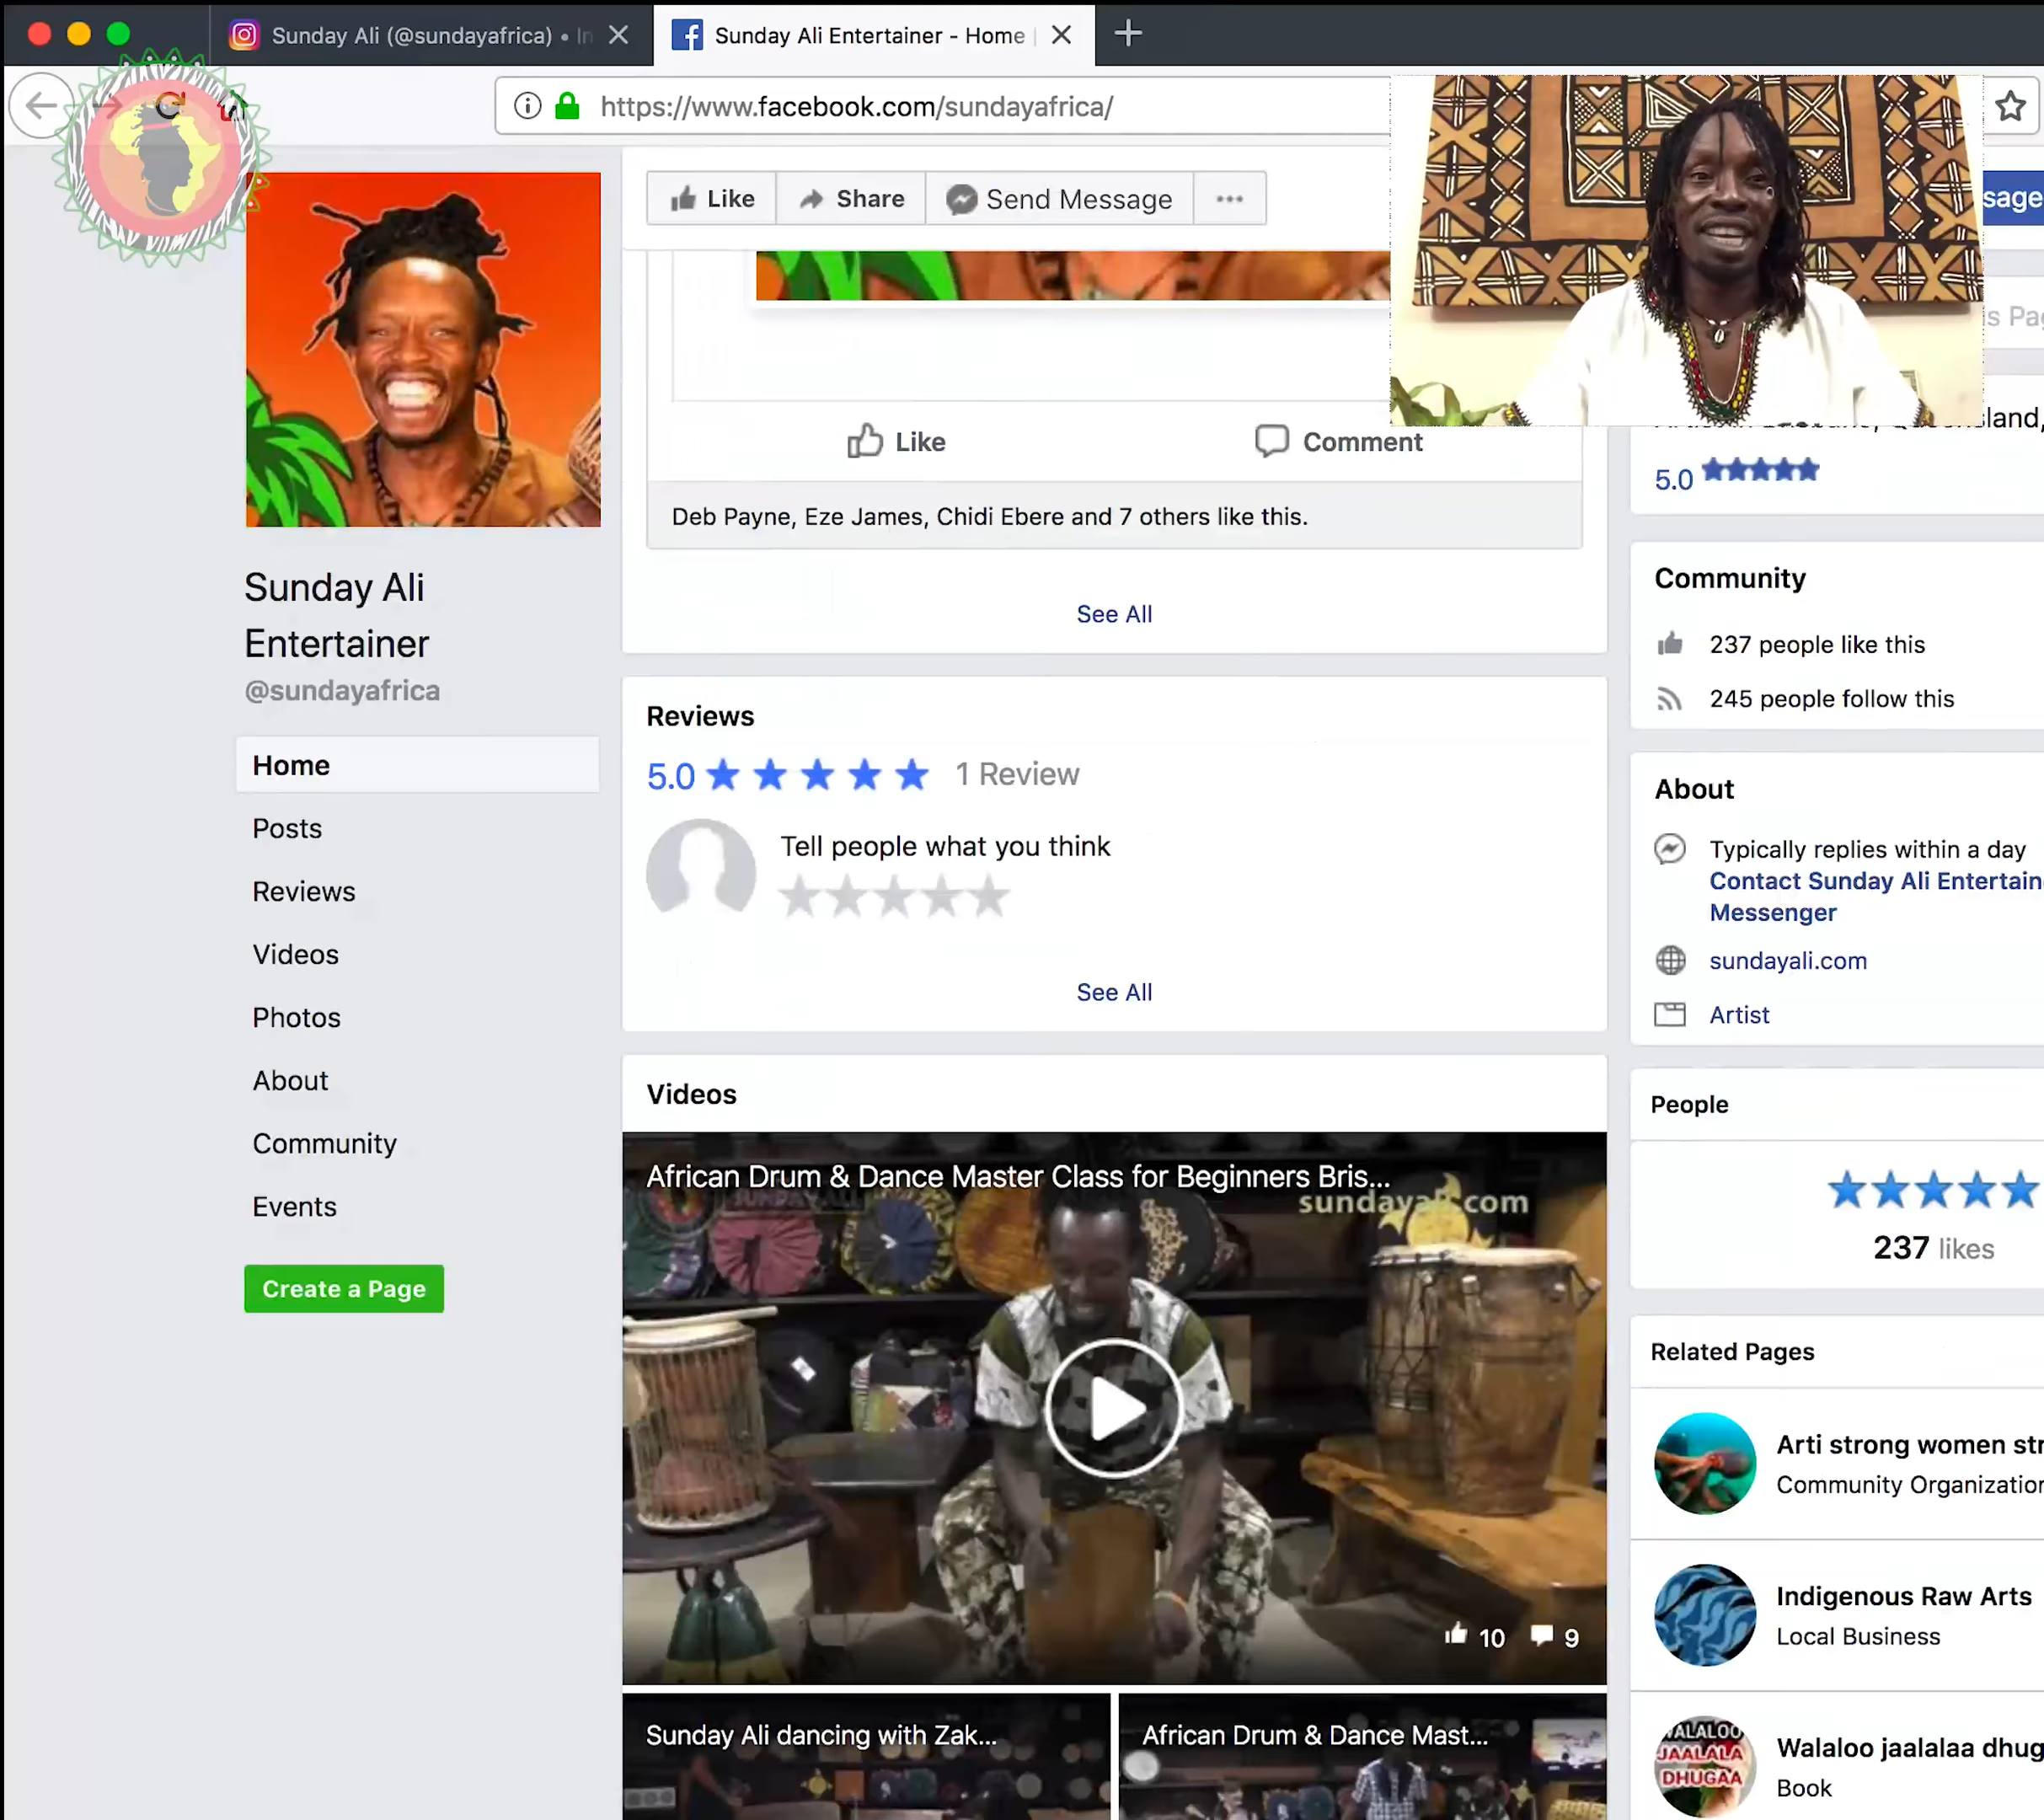 Sunday Ali (@sundayafrica) • In
Sunday Ali Entertainer - Home
https://www.facebook.com/sundayafrica/
Like
Share
Send Message
sage
Like
Comment
Deb Payne, Eze James, Chidi Ebere and 7 others like this.
See All
5.0
Sunday Ali
Entertainer
@sundayafrica
Home
Posts
Reviews
Videos
Photos
About
Community
Events
Create a Page
Reviews
5.0
1 Review
Tell people what you think
See All
Videos
African Drum & Dance Master Class for Beginners Bris...
sundayali.com
10
9
Sunday Ali dancing with Zak...
African Drum & Dance Mast...
Community
237 people like this
245 people follow this
About
Typically replies within a day
Contact Sunday Ali Entertain
Messenger
sundayali.com
Artist
People
237 likes
Related Pages
Arti strong women str
Community Organization
Indigenous Raw Arts
Local Business
WALALOO
JAALALA
DHUGAA
Walaloo jaalalaa dhug
Book